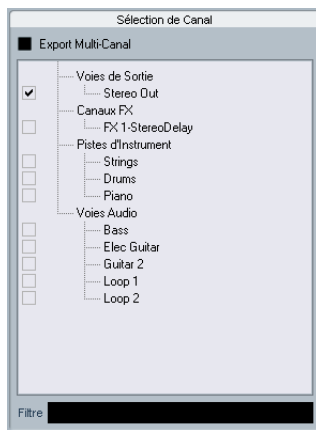 Sélection de Canal
Export Multi-Canal
Voies de Sortie
Stereo Out
Canaux FX
FX 1-StereoDelay
Pistes d'Instrument
Strings
Drums
Piano
Voies Audio
Bass
Elec Guitar
Guitar 2
Loop 1
Loop 2
Filtre